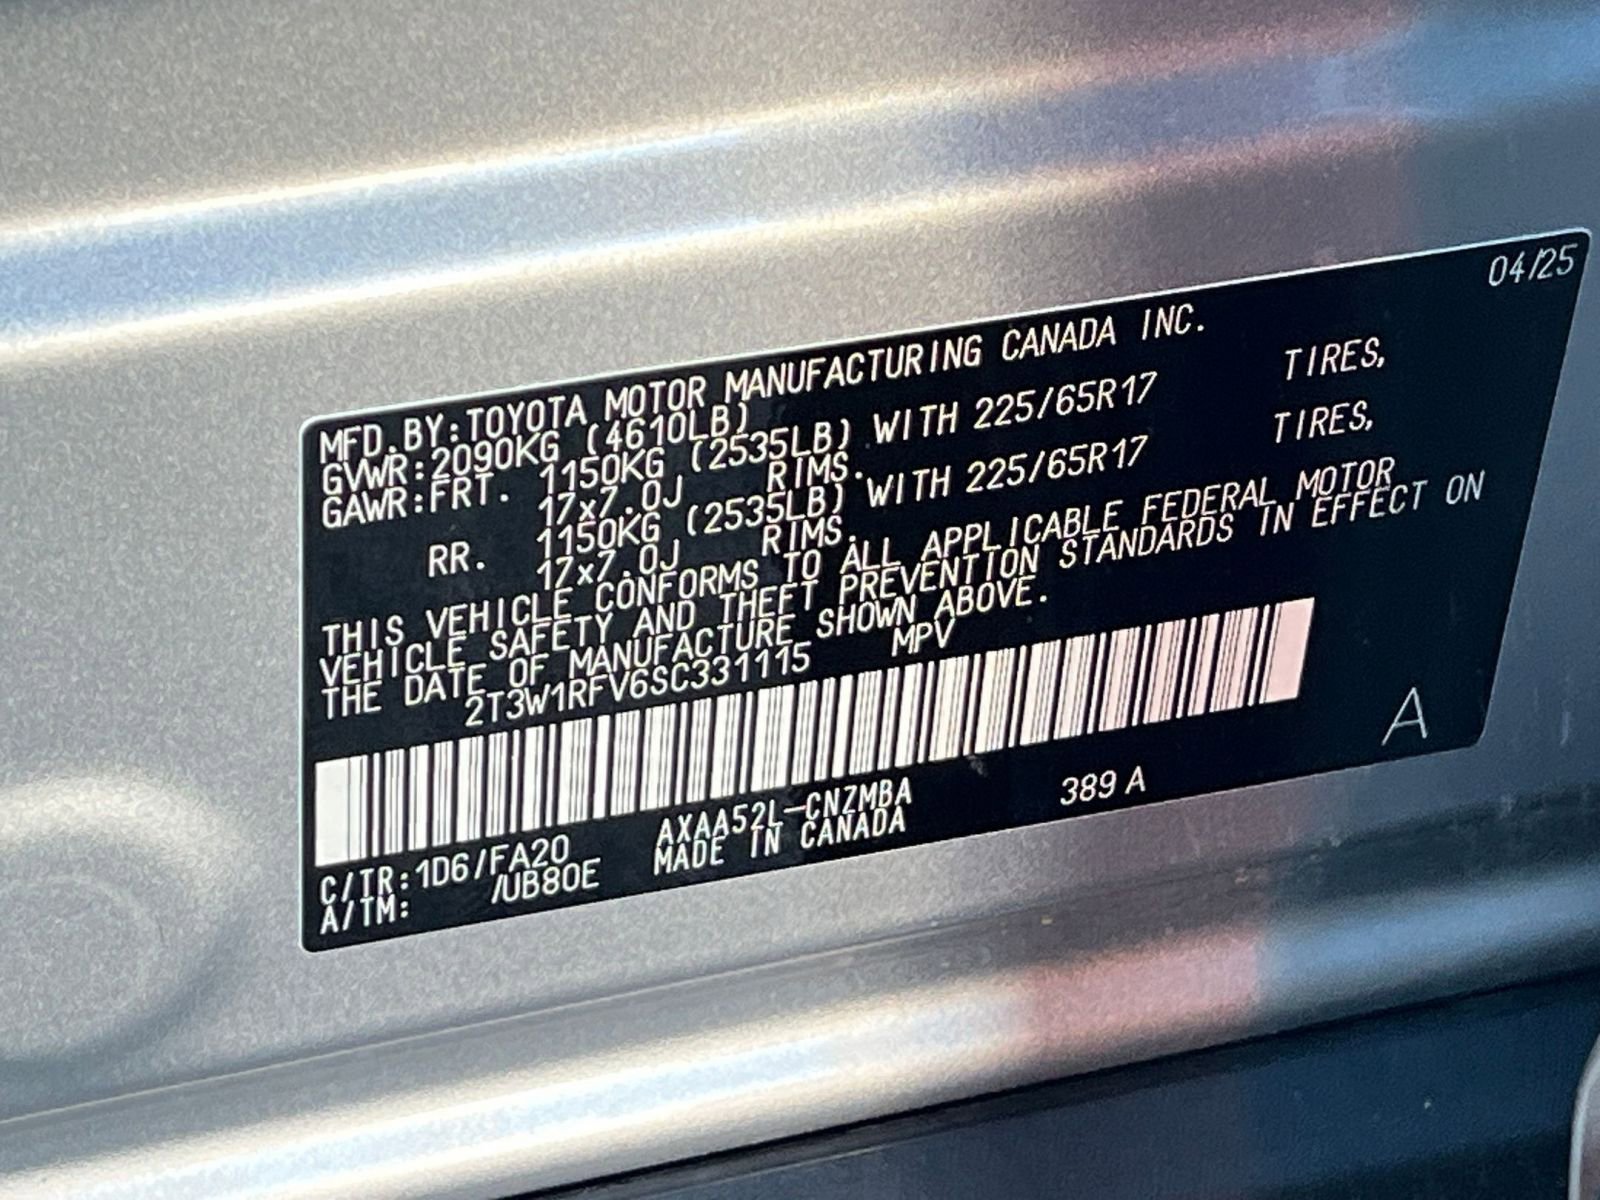 04/25
MFD.BY:TOYOTA MOTOR MANUFACTURING CANADA INC.
GVWR:2090KG (4610LB)
GAWR:FRT. 1150KG (2535LB) WITH 225/65R17 TIRES,
17x7.0J RIMS.
RR. 1150KG (2535LB) WITH 225/65R17 TIRES,
17x7.0J RIMS.
THIS VEHICLE CONFORMS TO ALL APPLICABLE FEDERAL MOTOR
VEHICLE SAFETY AND THEFT PREVENTION STANDARDS IN EFFECT ON
THE DATE OF MANUFACTURE SHOWN ABOVE.
2T3W1RFV6SC331115 MPV
A
C/TR:1D6/FA20 AXAA52L-CNZMBA 389 A
A/TM: /UB80E MADE IN CANADA